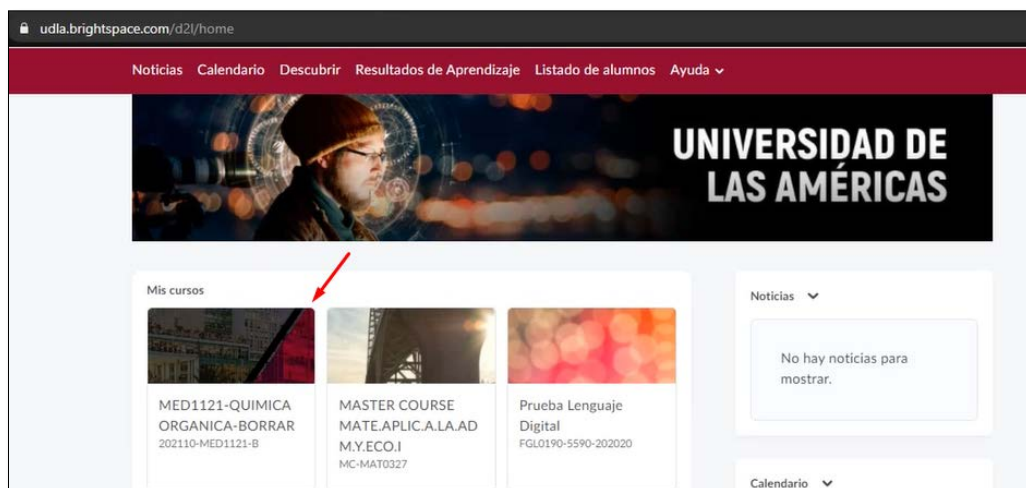 udla.brightspace.com/d2l/home
Noticias Calendario Descubrir Resultados de Aprendizaje Listado de alumnos Ayuda
UNIVERSIDAD DE
LAS AMÉRICAS
Mis cursos
MED1121-QUIMICA
ORGANICA-BORRAR
202110-MED1121-B
MASTER COURSE
MATE.APLIC.A.LA.AD
M.Y.ECO.I
MC-MAT0327
Prueba Lenguaje
Digital
FGL0190-5590-202020
Noticias
No hay noticias para
mostrar.
Calendario